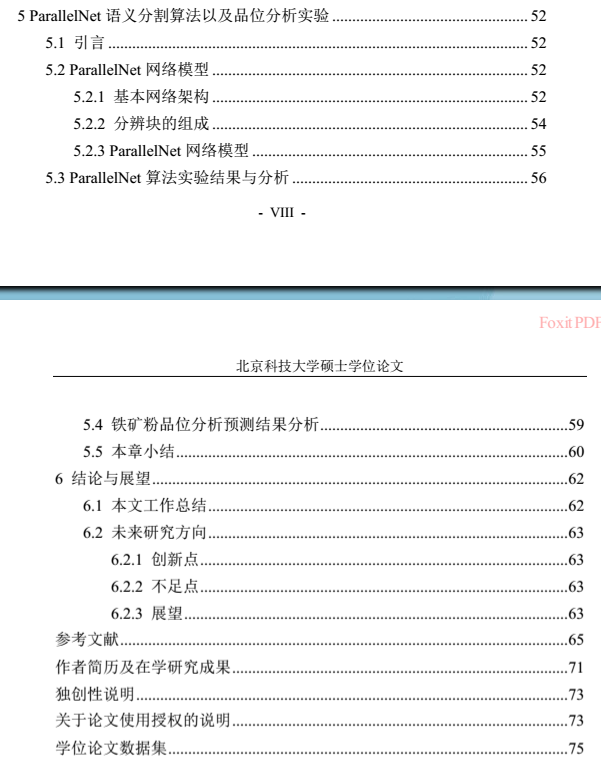 5 ParallelNet 语义分割算法以及品位分析实验 52
5.1 引言 52
5.2 ParallelNet 网络模型 52
5.2.1 基本网络架构 52
5.2.2 分辨块的组成 54
5.2.3 ParallelNet 网络模型 55
5.3 ParallelNet 算法实验结果与分析 56
- VIII -
Foxit PDF
北京科技大学硕士学位论文
5.4 铁矿粉品位分析预测结果分析 59
5.5 本章小结 60
6 结论与展望 62
6.1 本文工作总结 62
6.2 未来研究方向 63
6.2.1 创新点 63
6.2.2 不足点 63
6.2.3 展望 63
参考文献 65
作者简历及在学研究成果 71
独创性说明 73
关于论文使用授权的说明 73
学位论文数据集 75